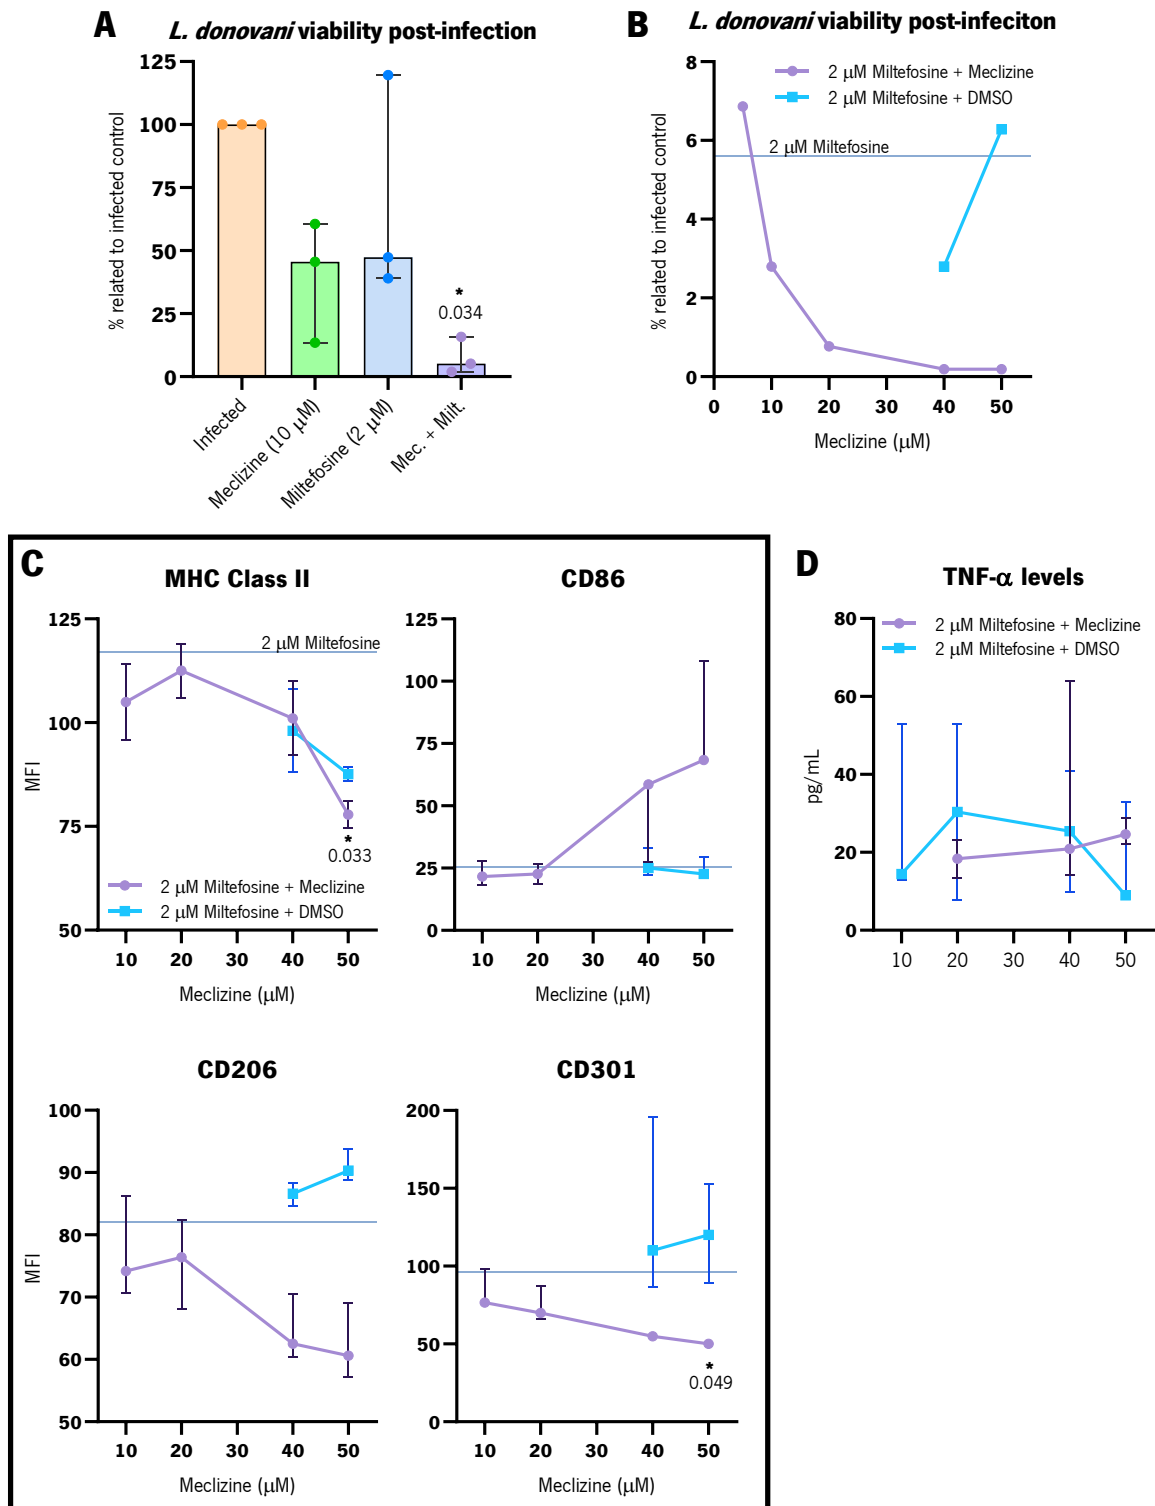 A
L. donovani viability post-infection
125
100
75
50
25
0
% related to infected control
*
0.034
Infected
Meclizine (10 μM)
Miltefosine (2 μM)
Mec. + Milt.
B
L. donovani viability post-infeciton
8
6
4
2
0
% related to infected control
2 μM Miltefosine + Meclizine
2 μM Miltefosine + DMSO
2 μM Miltefosine
0 10 20 30 40 50
Meclizine (μM)
C
MHC Class II
125
100
75
50
MFI
2 μM Miltefosine
*
0.033
2 μM Miltefosine + Meclizine
2 μM Miltefosine + DMSO
10 20 30 40 50
Meclizine (μM)
CD86
125
100
75
50
25
0
10 20 30 40 50
Meclizine (μM)
CD206
100
90
80
70
60
50
MFI
10 20 30 40 50
Meclizine (μM)
CD301
200
150
100
50
0
*
0.049
10 20 30 40 50
Meclizine (μM)
D
TNF-α levels
80
60
40
20
0
pg/mL
2 μM Miltefosine + Meclizine
2 μM Miltefosine + DMSO
10 20 30 40 50